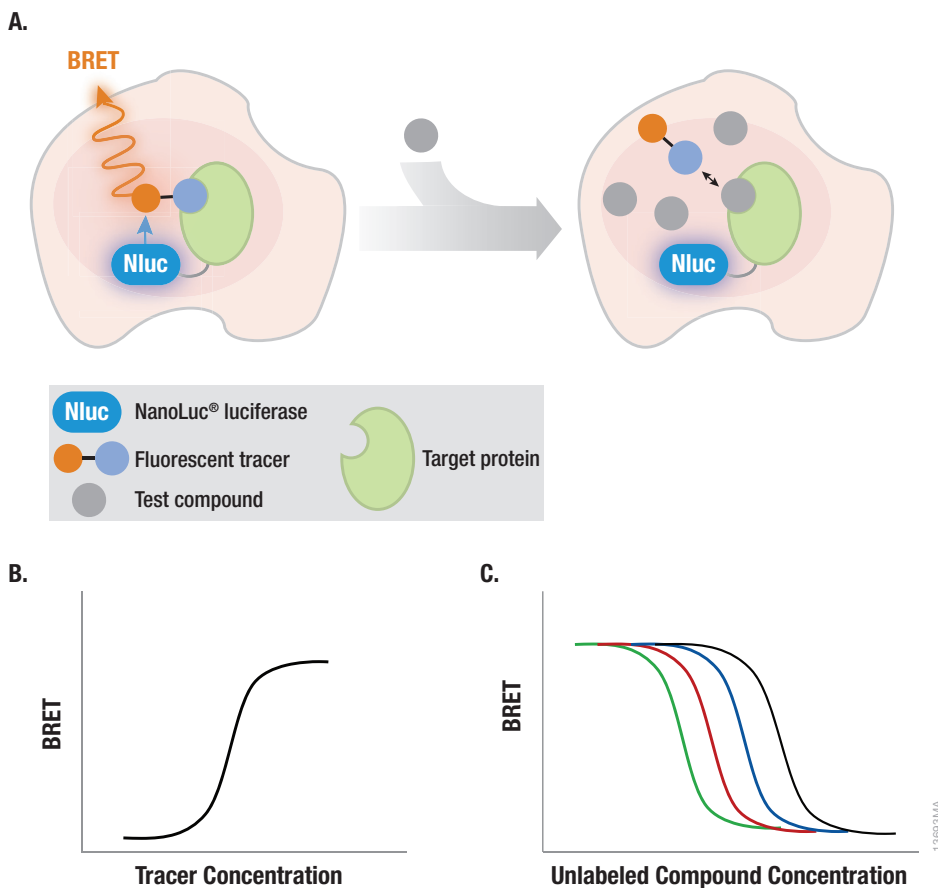 A.
BRET
Nluc
Nluc
Nluc NanoLuc® luciferase
Fluorescent tracer
Test compound
Target protein
B.
BRET
Tracer Concentration
C.
BRET
Unlabeled Compound Concentration
13693MA